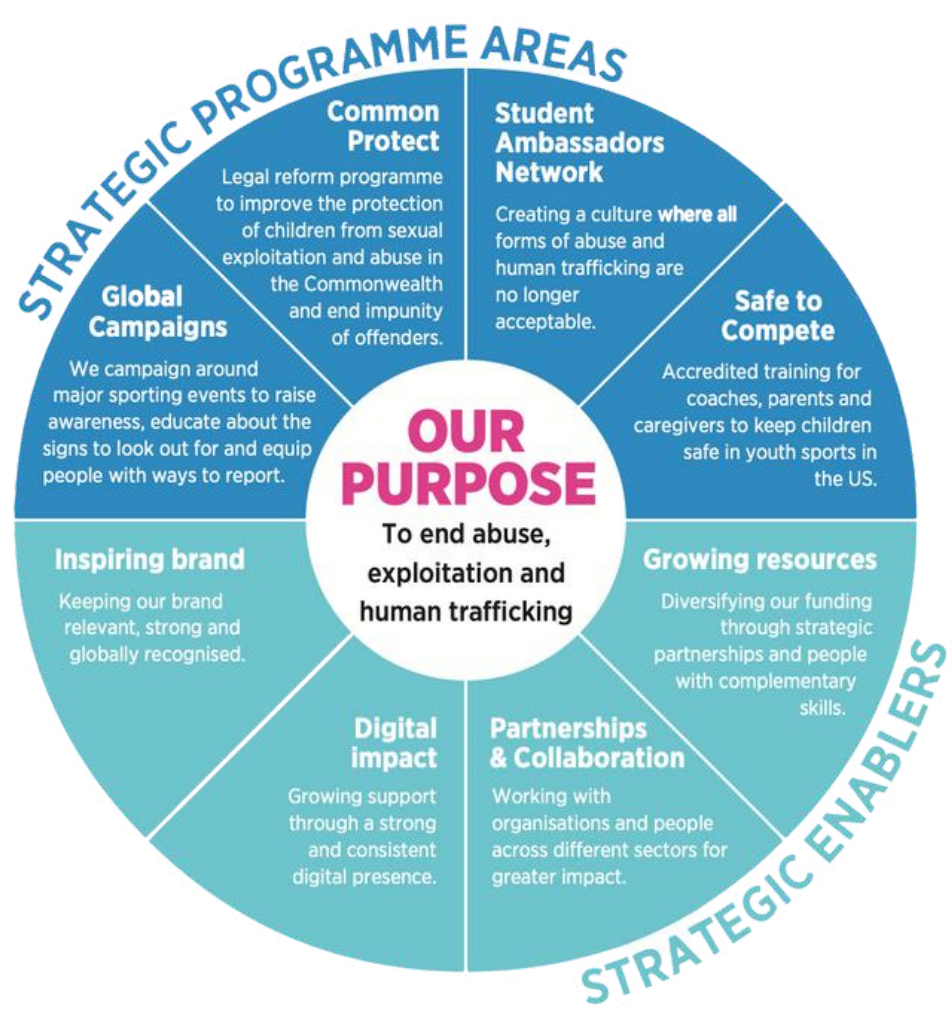 STRATEGIC PROGRAMME AREAS
Common
Protect
Legal reform programme
to improve the protection
of children from sexual
exploitation and abuse in
the Commonwealth
and end impunity
of offenders.
Student
Ambassadors
Network
Creating a culture where all
forms of abuse and
human trafficking are
no longer
acceptable.
Global
Campaigns
We campaign around
major sporting events to raise
awareness, educate about the
signs to look out for and equip
people with ways to report.
Safe to
Compete
Accredited training for
coaches, parents and
caregivers to keep children
safe in youth sports in
the US.
OUR
PURPOSE
To end abuse,
exploitation and
human trafficking
Inspiring brand
Keeping our brand
relevant, strong and
globally recognised.
Growing resources
Diversifying our funding
through strategic
partnerships and people
with complementary
skills.
Digital
impact
Growing support
through a strong
and consistent
digital presence.
Partnerships
& Collaboration
Working with
organisations and people
across different sectors for
greater impact.
STRATEGIC ENABLERS